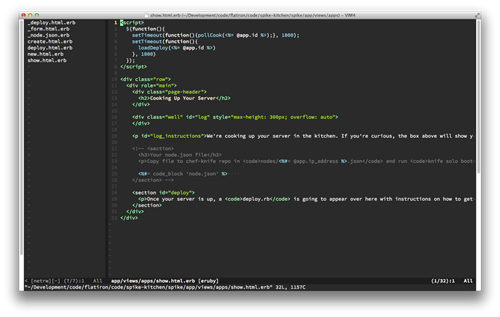 show.html.erb (~/Development/code/flatiron/code/spike-kitchen/spike/app/views/apps) - VIM4
_deploy.html.erb
_form.html.erb
_node.json.erb
create.html.erb
deploy.html.erb
new.html.erb
show.html.erb
1 <script>
$(function(){
setTimeout(function(){pollCook(<%= @app.id %>);}, 1000);
setTimeout(function(){
loadDeploy(<%= @app.id %>)
}, 1000)
});
</script>
<div class="row">
<div role="main">
<div class="page-header">
<h2>Cooking Up Your Server</h2>
</div>
<div class="well" id="log" style="max-height: 300px; overflow: auto">
</div>
<p id="log_instructions">We're cooking up your server in the kitchen. If you're curious, the box above will show y
<!-- <section>
<h3>Your node.json file</h3>
<p>Copy file to chef-knife repo in <code>nodes/<%#= @app.ip_address %>.json</code> and run <code>knife solo boot
<%#= code_block 'node.json' %>
</section> -->
<section id="deploy">
<p>Once your server is up, a <code>deploy.rb</code> is going to appear over here with instructions on how to get
</section>
</div>
</div>
< [netrw][-] (7/7):1 All app/views/apps/show.html.erb [eruby] (1/32):1 All
"~/Development/code/flatiron/code/spike-kitchen/spike/app/views/apps/show.html.erb" 32L, 1157C